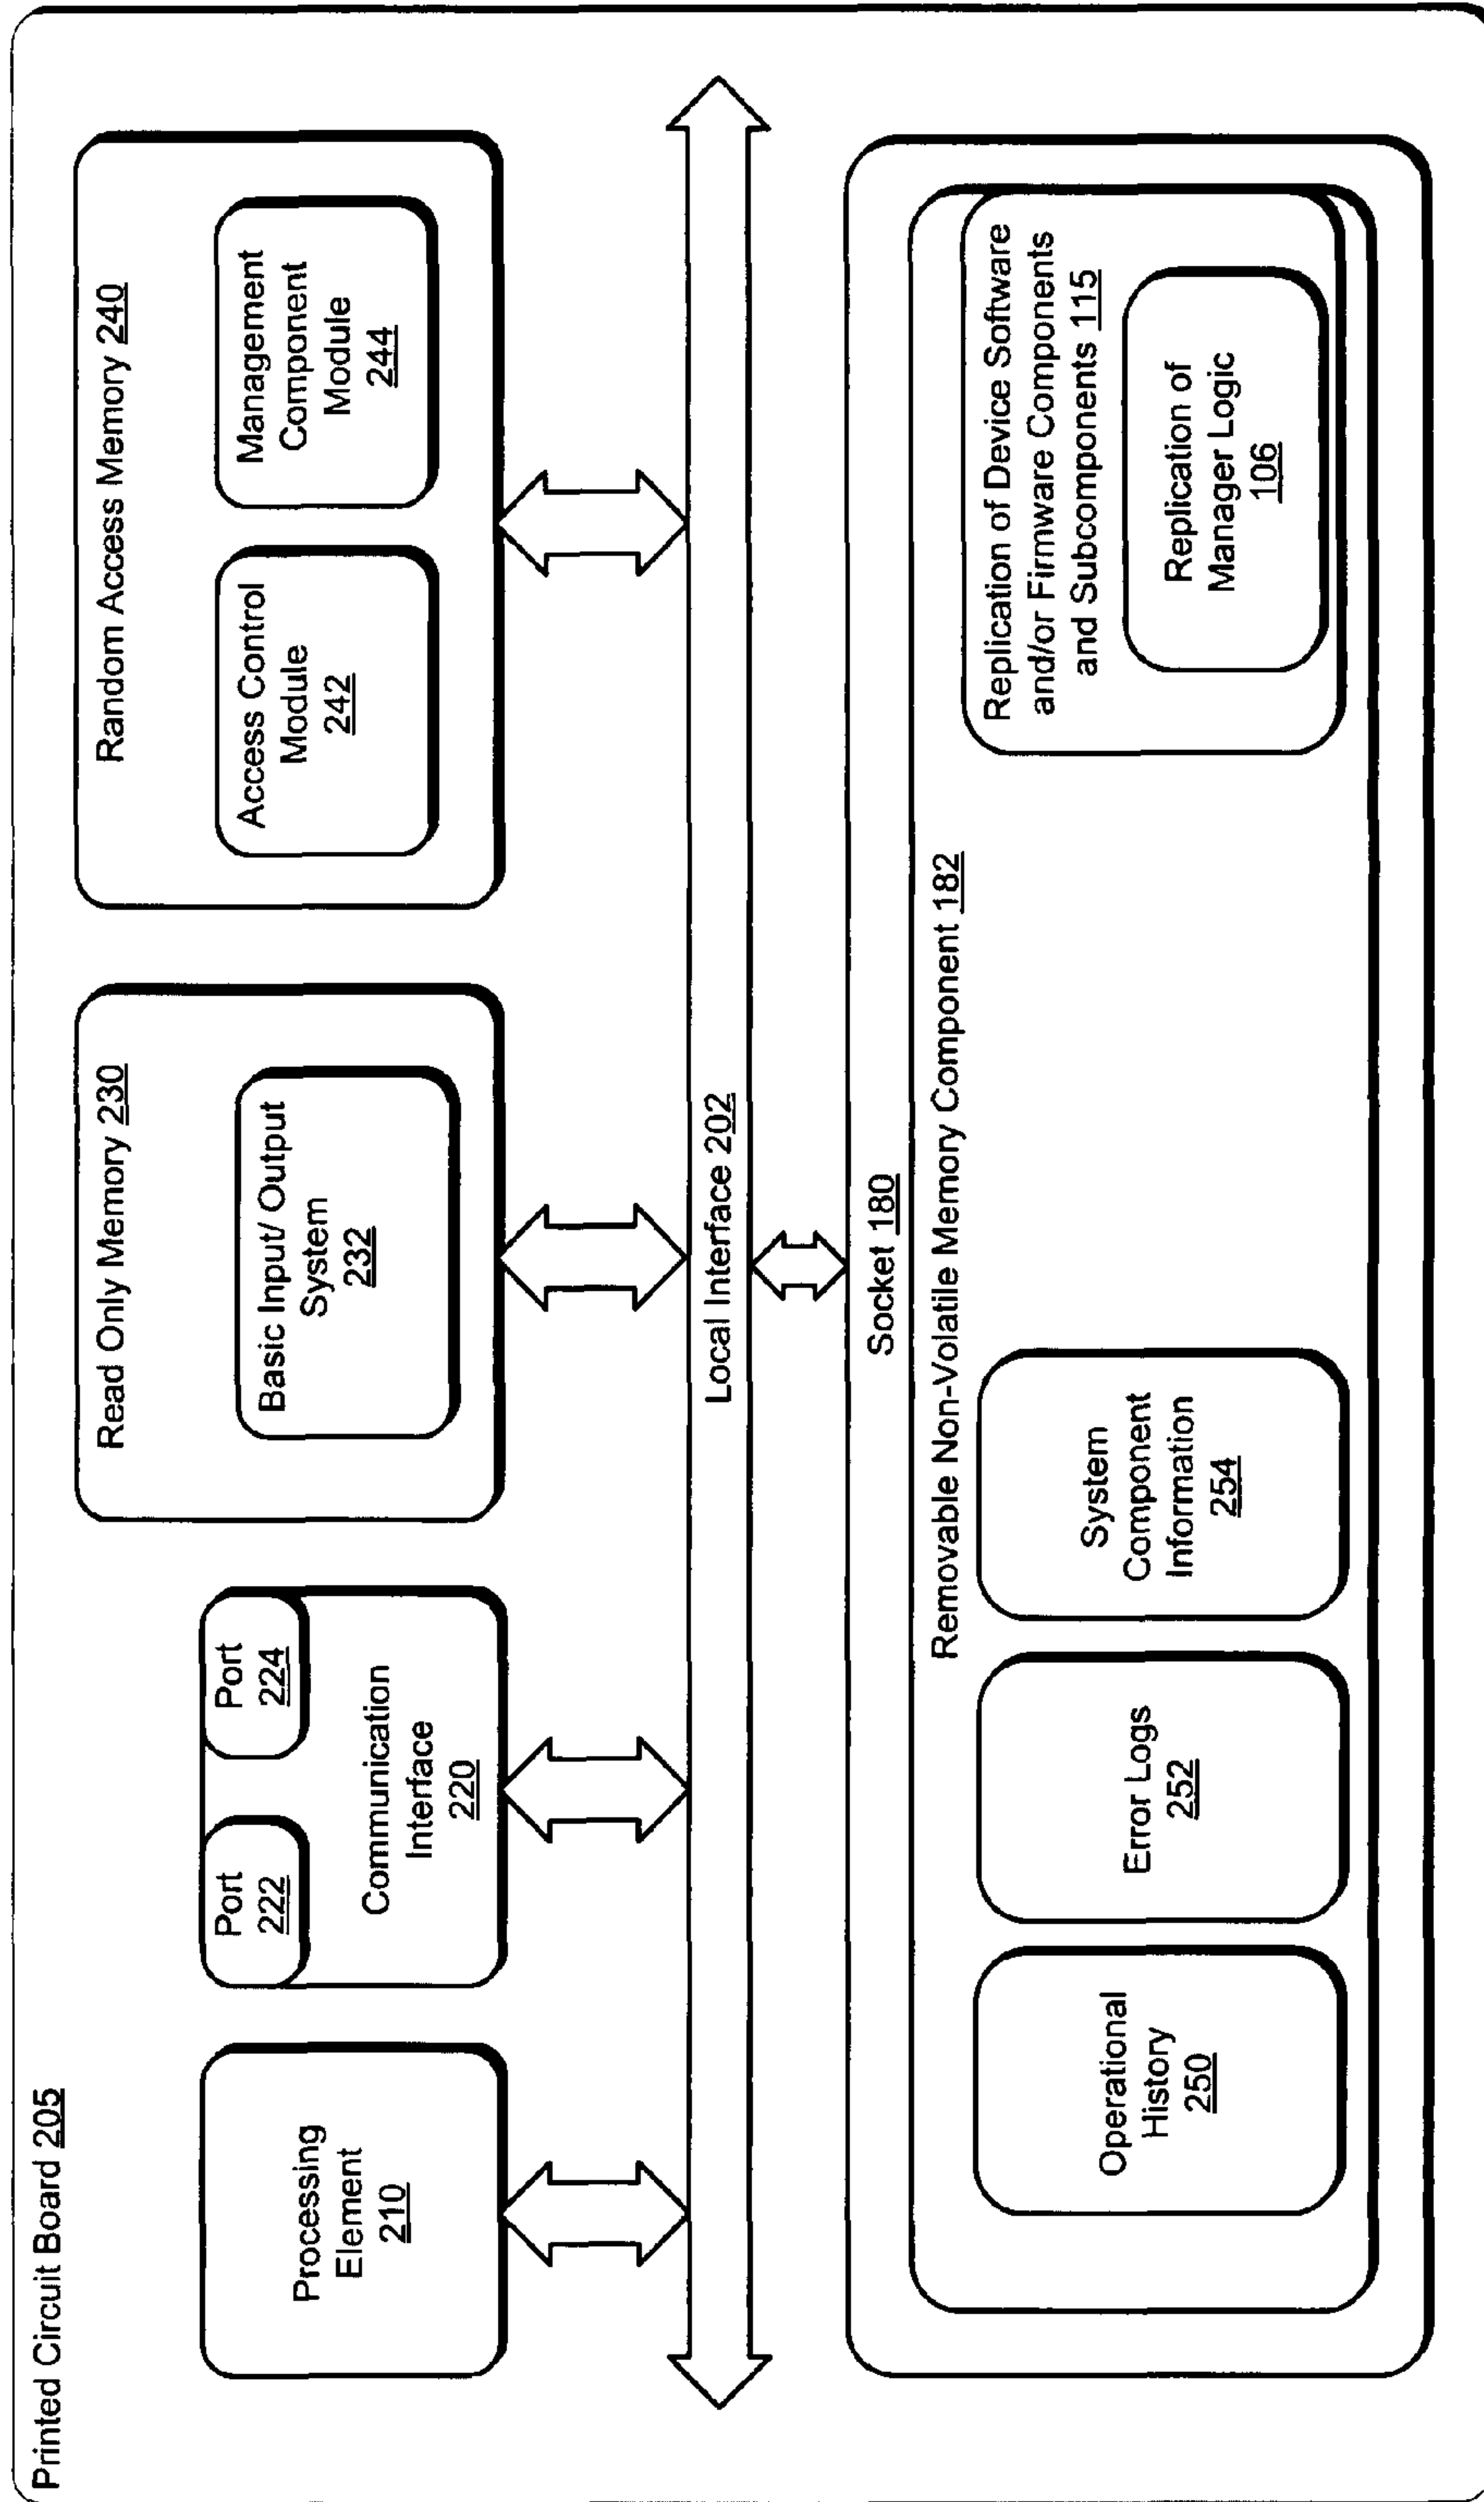 Printed Circuit Board 205
Processing
Element
210
Port
222
Port
224
Communication
Interface
220
Read Only Memory 230
Basic Input/ Output
System
232
Random Access Memory 240
Access Control
Module
242
Management
Component
Module
244
Local Interface 202
Socket 180
Removable Non-Volatile Memory Component 182
Operational
History
250
Error Logs
252
System
Component
Information
254
Replication of Device Software
and/or Firmware Components
and Subcomponents 115
Replication of
Manager Logic
106